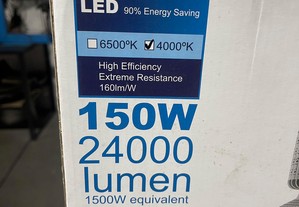 LED 90% Energy Saving
6500ºK 4000ºK
High Efficiency
Extreme Resistance
160lm/W
150W
24000
lumen
1500W equivalent